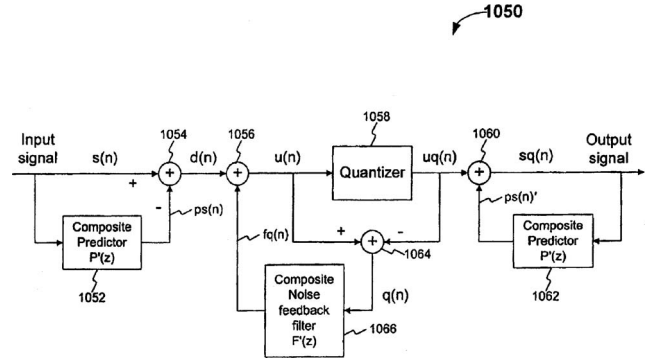 1050
1054
1056
1058
1060
Input
signal
s(n)
d(n)
u(n)
Quantizer
uq(n)
sq(n)
Output
signal
+
+
+
+
+
-
ps(n)
fq(n)
+
-
+
1064
ps(n)'
Composite
Predictor
P'(z)
1052
Composite
Noise
feedback
filter
F'(z)
q(n)
1066
Composite
Predictor
P'(z)
1062